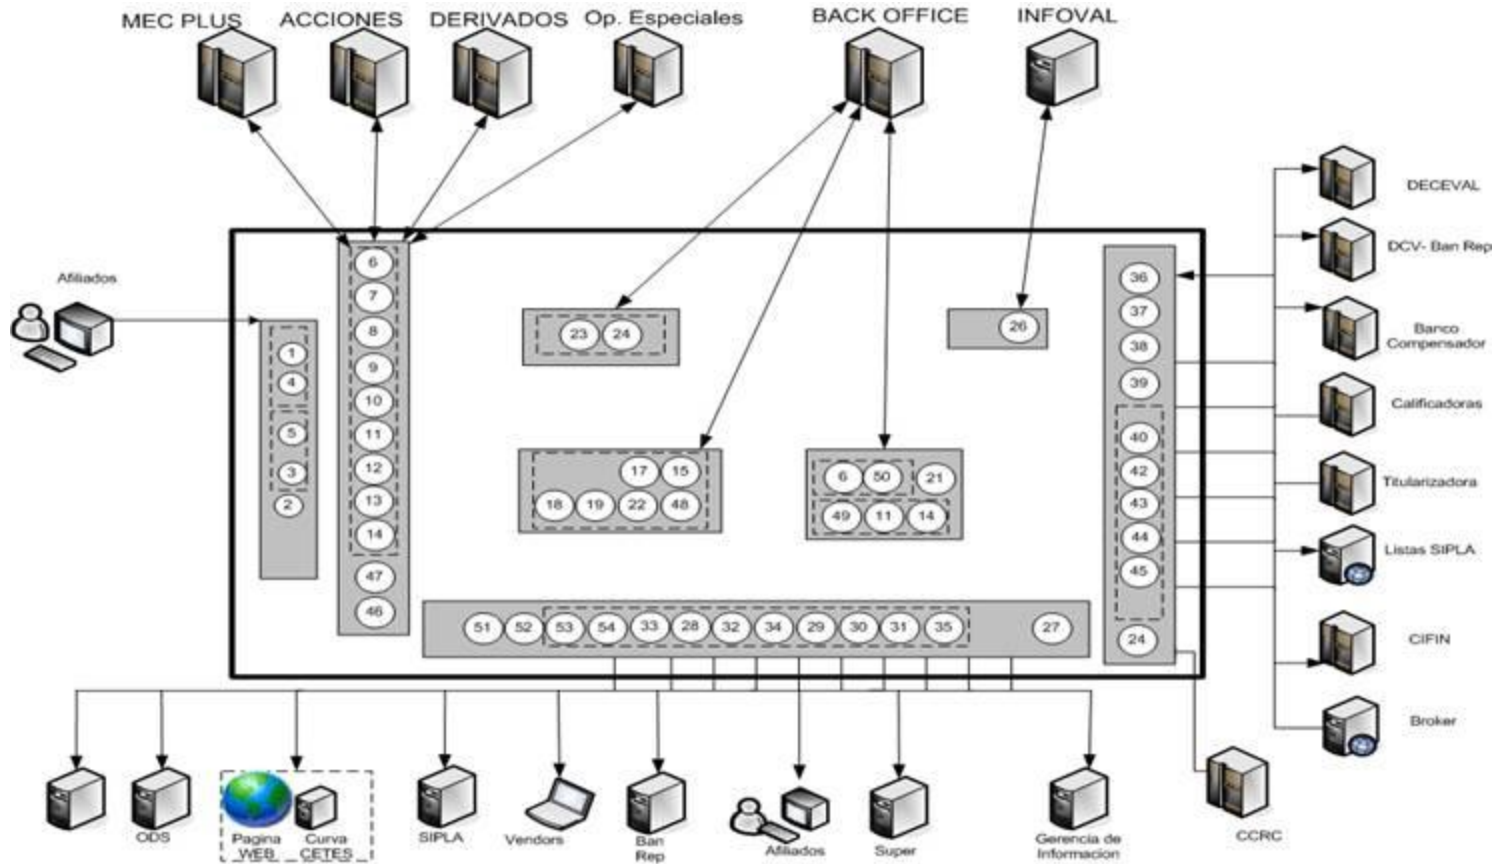 MEC PLUS
ACCIONES
DERIVADOS
Op. Especiales
BACK OFFICE
INFOVAL
Afiliados
1
4
5
3
2
6
7
8
9
10
11
12
13
14
47
46
23 24
17 15
18 19 22 48
6 50 21
49 11 14
26
36
37
38
39
40
42
43
44
45
24
51 52 53 54 33 28 32 34 29 30 31 35 27
DECEVAL
DCV- Ban Rep
Banco
Compensador
Calificadoras
Titularizadora
Listas SIPLA
CIFIN
Broker
CCRC
ODS
Pagina
WEB
Curva
CETES
SIPLA
Vendors
Ban
Rep
Afiliados
Super
Gerencia de
Informacion